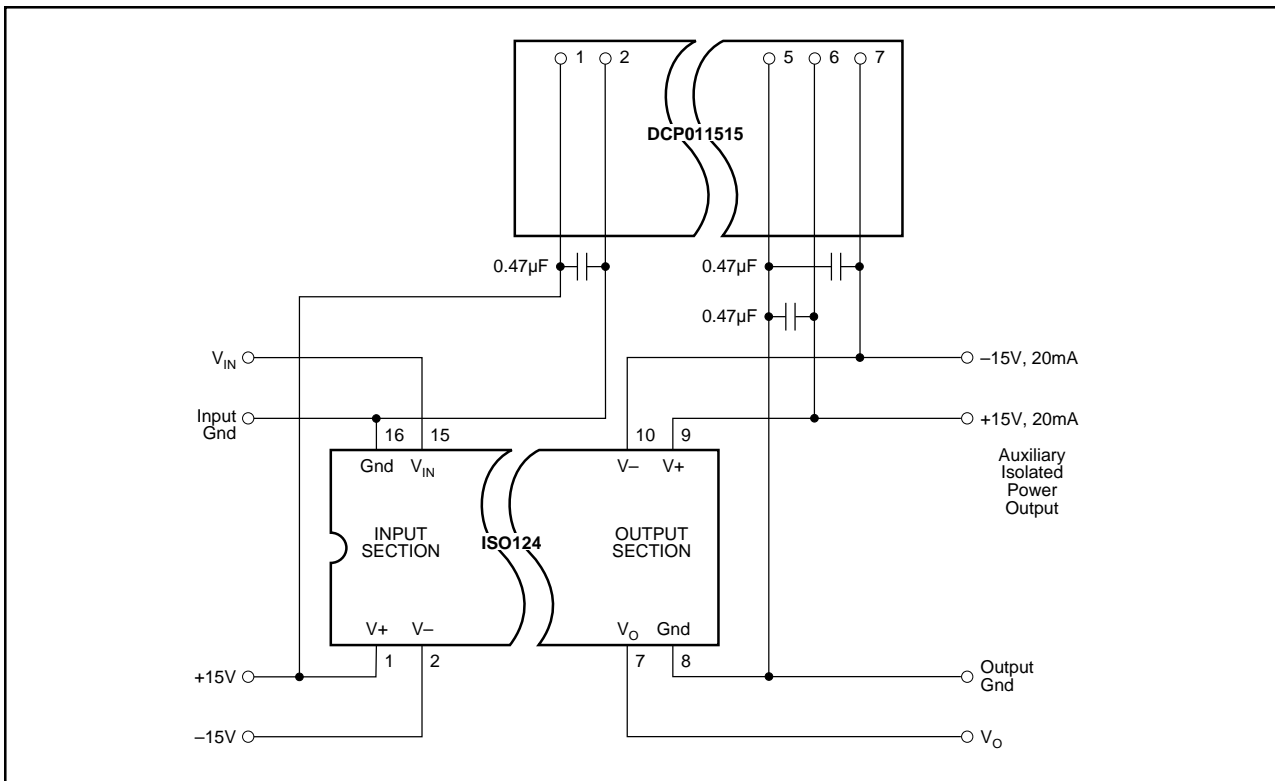 1 2 5 6 7
DCP011515
0.47µF 0.47µF
0.47µF
V_IN –15V, 20mA
Input
Gnd
+15V, 20mA
16 15 10 9
Gnd V_IN V– V+
Auxiliary
Isolated
Power
Output
INPUT
SECTION
ISO124
OUTPUT
SECTION
V+ V– V_O Gnd
1 2 7 8
+15V
Output
Gnd
–15V V_O